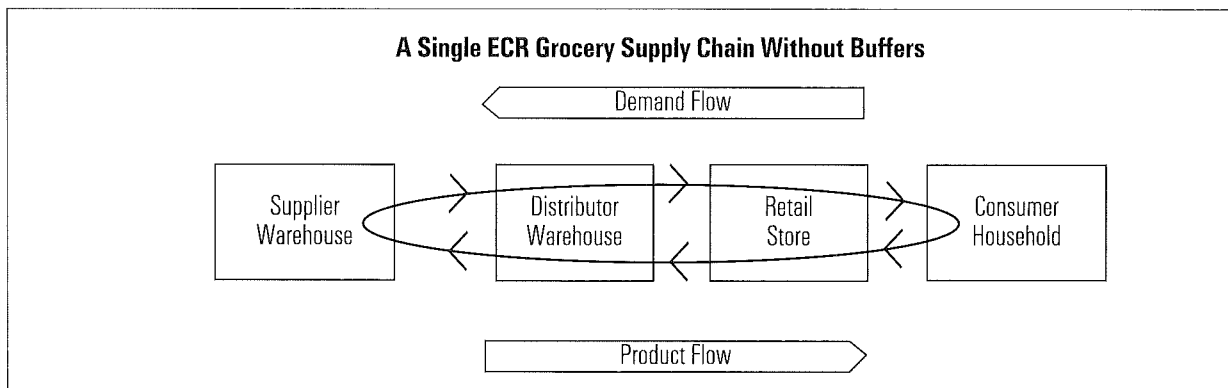 A Single ECR Grocery Supply Chain Without Buffers
Demand Flow
Supplier
Warehouse
Distributor
Warehouse
Retail
Store
Consumer
Household
Product Flow